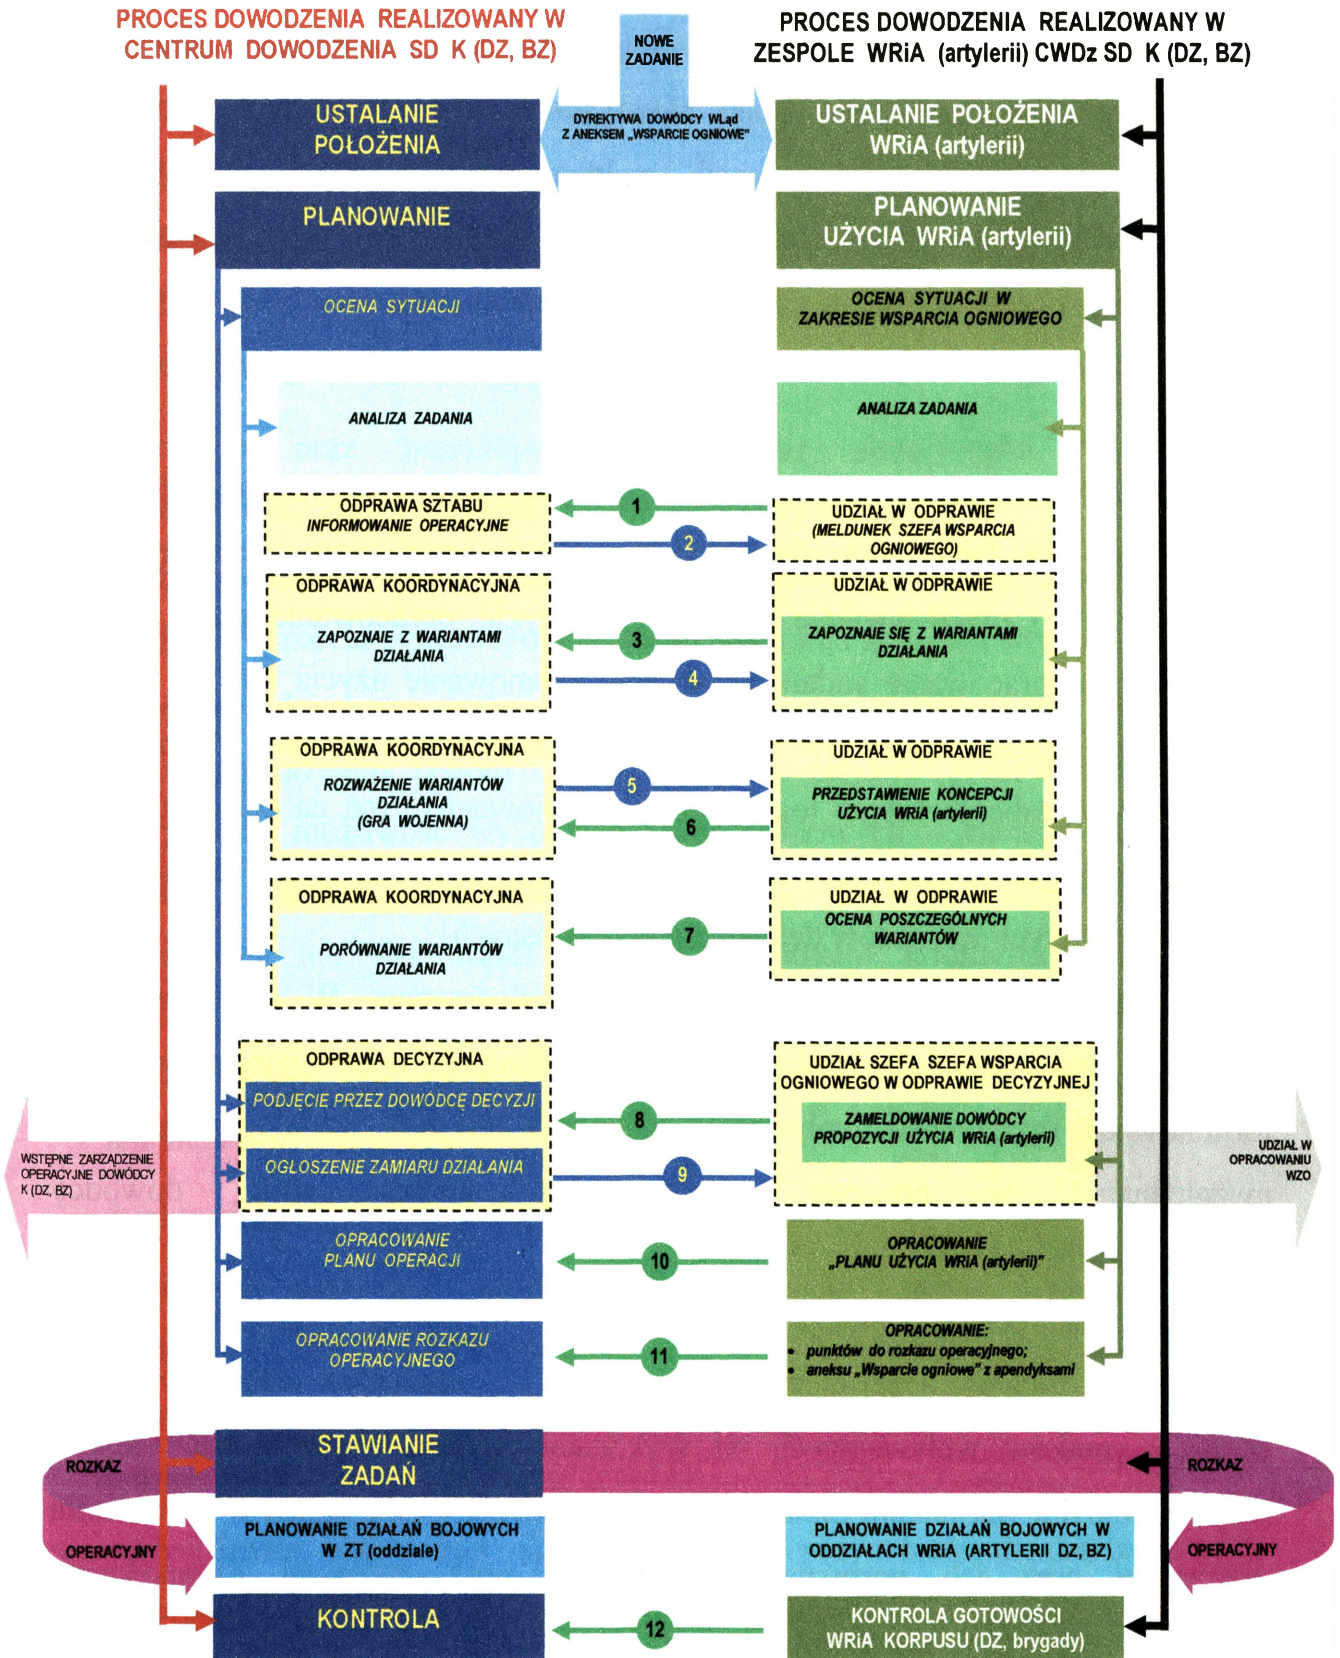 PROCES DOWODZENIA REALIZOWANY W
CENTRUM DOWODZENIA SD K (DZ, BZ)
NOWE
ZADANIE
PROCES DOWODZENIA REALIZOWANY W
ZESPOLE WRiA (artylerii) CWDz SD K (DZ, BZ)
USTALANIE
POŁOŻENIA
DYREKTYWA DOWÓDCY WLąd
Z ANEKSEM „WSPARCIE OGNIOWE"
USTALANIE POŁOŻENIA
WRiA (artylerii)
PLANOWANIE
PLANOWANIE
UŻYCIA WRiA (artylerii)
OCENA SYTUACJI
OCENA SYTUACJI W
ZAKRESIE WSPARCIA OGNIOWEGO
ANALIZA ZADANIA
ANALIZA ZADANIA
ODPRAWA SZTABU
INFORMOWANIE OPERACYJNE
1
2
UDZIAŁ W ODPRAWIE
(MELDUNEK SZEFA WSPARCIA
OGNIOWEGO)
ODPRAWA KOORDYNACYJNA
ZAPOZNAIE Z WARIANTAMI
DZIAŁANIA
3
4
UDZIAŁ W ODPRAWIE
ZAPOZNAIE SIĘ Z WARIANTAMI
DZIAŁANIA
ODPRAWA KOORDYNACYJNA
ROZWAŻENIE WARIANTÓW
DZIAŁANIA
(GRA WOJENNA)
5
6
UDZIAŁ W ODPRAWIE
PRZEDSTAWIENIE KONCEPCJI
UŻYCIA WRiA (artylerii)
ODPRAWA KOORDYNACYJNA
PORÓWNANIE WARIANTÓW
DZIAŁANIA
7
UDZIAŁ W ODPRAWIE
OCENA POSZCZEGÓLNYCH
WARIANTÓW
ODPRAWA DECYZYJNA
PODJĘCIE PRZEZ DOWÓDCĘ DECYZJI
OGŁOSZENIE ZAMIARU DZIAŁANIA
8
9
UDZIAŁ SZEFA SZEFA WSPARCIA
OGNIOWEGO W ODPRAWIE DECYZYJNEJ
ZAMELDOWANIE DOWÓDCY
PROPOZYCJI UŻYCIA WRiA (artylerii)
WSTĘPNE ZARZĄDZENIE
OPERACYJNE DOWÓDCY
K (DZ, BZ)
UDZIAŁ W
OPRACOWANIU
WZO
OPRACOWANIE
PLANU OPERACJI
10
OPRACOWANIE
„PLANU UŻYCIA WRiA (artylerii)"
OPRACOWANIE ROZKAZU
OPERACYJNEGO
11
OPRACOWANIE:
• punktów do rozkazu operacyjnego;
• aneksu „Wsparcie ogniowe" z apendyksami
ROZKAZ
STAWIANIE
ZADAŃ
ROZKAZ
OPERACYJNY
PLANOWANIE DZIAŁAŃ BOJOWYCH
W ZT (oddziale)
PLANOWANIE DZIAŁAŃ BOJOWYCH W
ODDZIAŁACH WRiA (ARTYLERII DZ, BZ)
OPERACYJNY
KONTROLA
12
KONTROLA GOTOWOŚCI
WRiA KORPUSU (DZ, brygady)